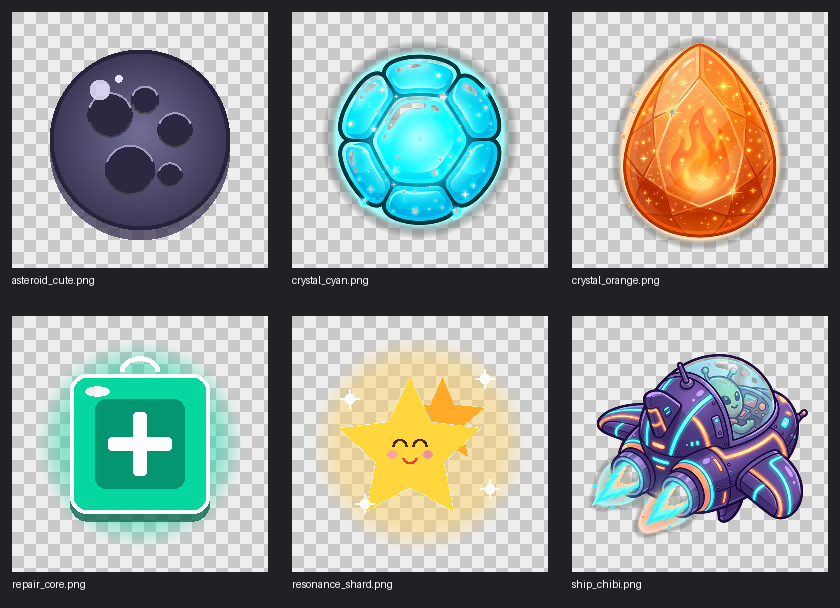 asteroid_cute.png
crystal_cyan.png
crystal_orange.png
repair_core.png
resonance_shard.png
ship_chibi.png